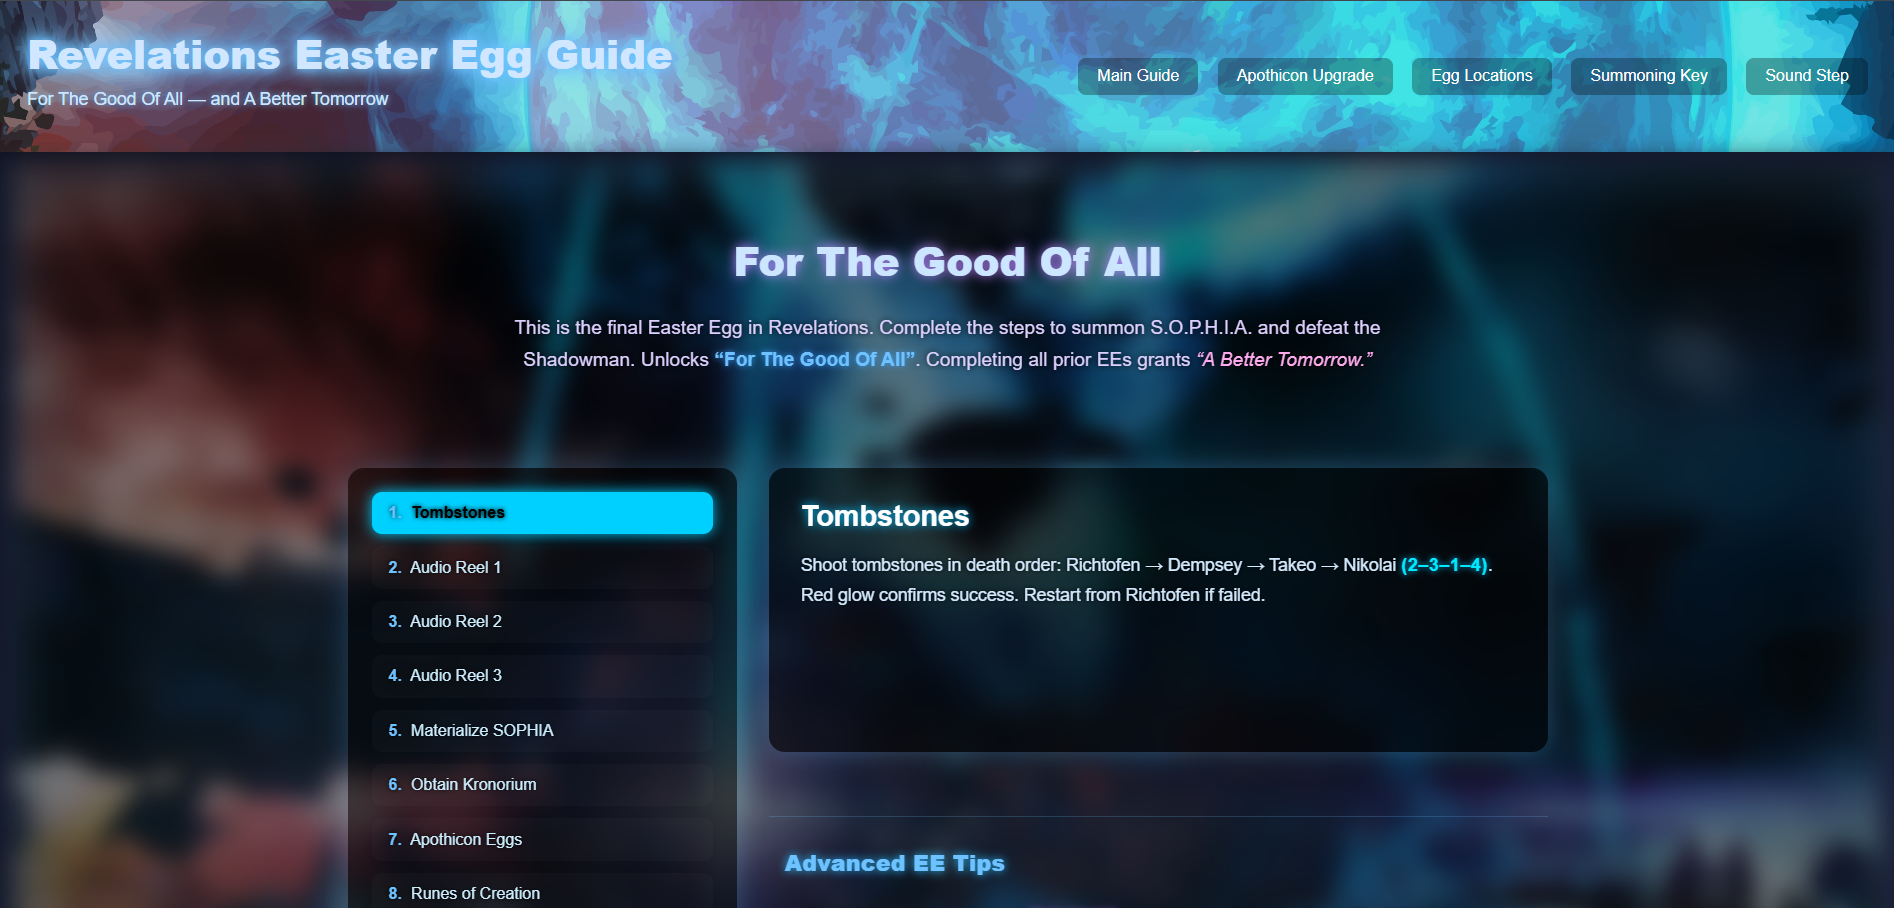 Revelations Easter Egg Guide
For The Good Of All — and A Better Tomorrow
Main Guide
Apothicon Upgrade
Egg Locations
Summoning Key
Sound Step
For The Good Of All
This is the final Easter Egg in Revelations. Complete the steps to summon S.O.P.H.I.A. and defeat the
Shadowman. Unlocks “For The Good Of All”. Completing all prior EEs grants “A Better Tomorrow.”
1. Tombstones
2. Audio Reel 1
3. Audio Reel 2
4. Audio Reel 3
5. Materialize SOPHIA
6. Obtain Kronorium
7. Apothicon Eggs
8. Runes of Creation
Tombstones
Shoot tombstones in death order: Richtofen → Dempsey → Takeo → Nikolai (2–3–1–4).
Red glow confirms success. Restart from Richtofen if failed.
Advanced EE Tips